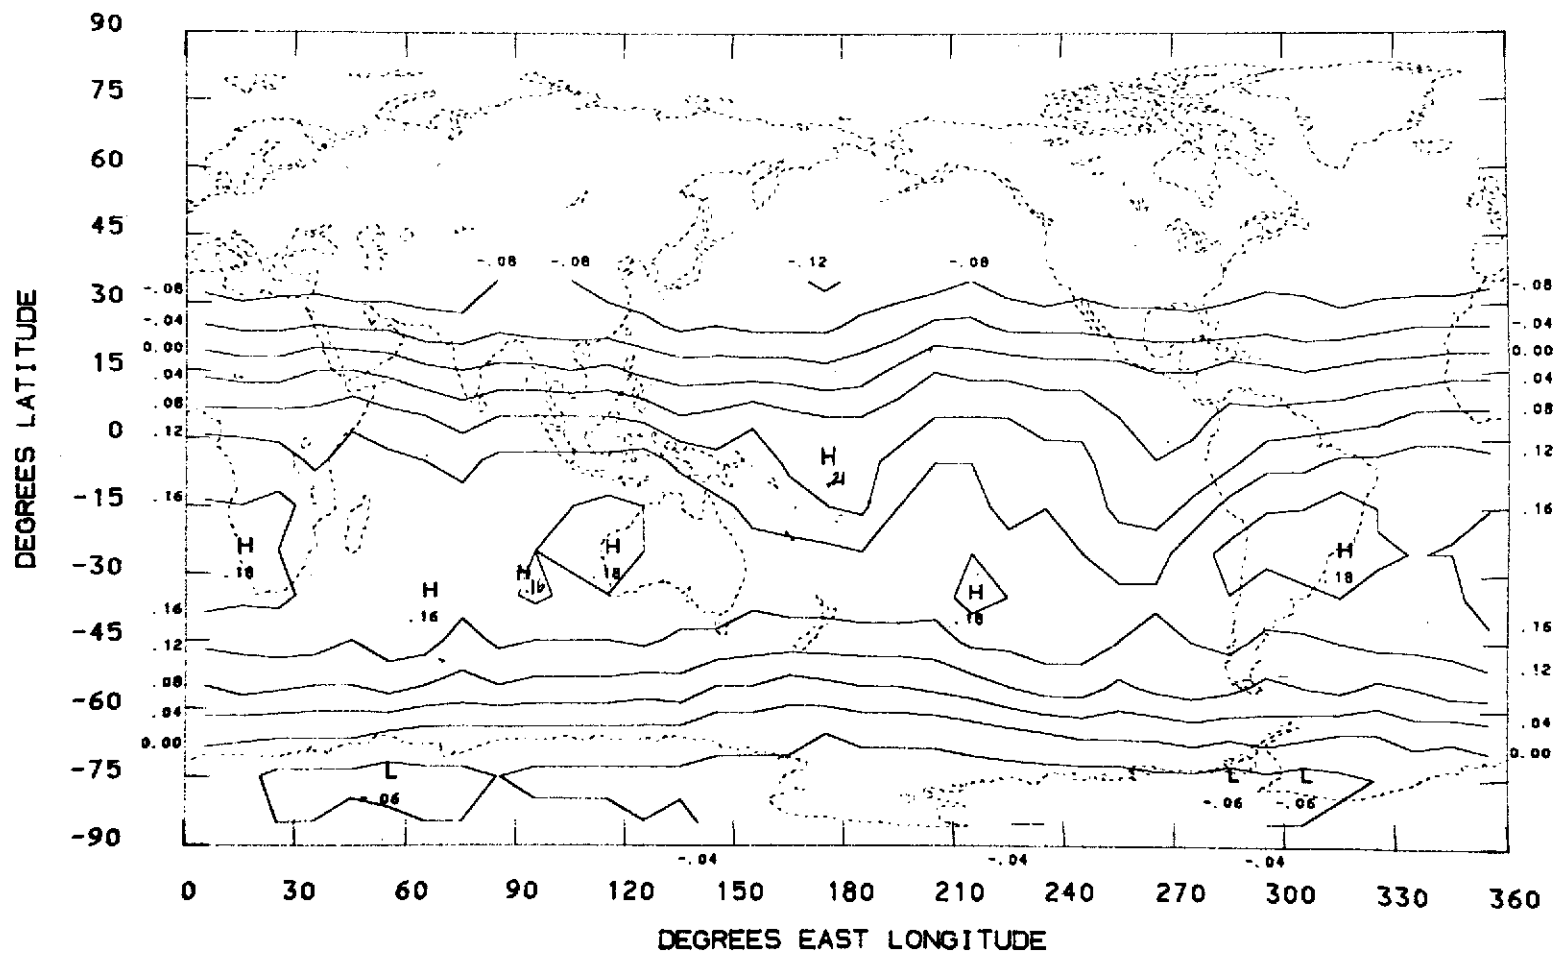 90
75
60
45
-.08 -.08 -.12 -.08
-.08 30 -.08
-.04 -.04
0.00 15 0.00
.04 .04
.08 .08
.12 0 .12
H
.21
.16 -15 .16
H H H H
.18 .16 .18 .18
-30
H H
.16 .16 .18
-45 .16
.12 .12
.08
-60
.04 .04
0.00 0.00
-75 L L L
-.06 -.06 -.06
-90
-.04 -.04 -.04
0 30 60 90 120 150 180 210 240 270 300 330 360
DEGREES EAST LONGITUDE
DEGREES LATITUDE